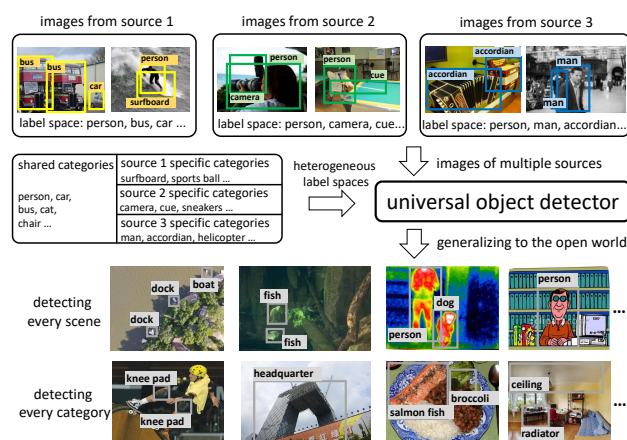 images from source 1
images from source 2
images from source 3
bus
bus
car
person
surfboard
label space: person, bus, car ...
person
camera
person
cue
label space: person, camera, cue...
accordian
accordian
man
man
label space: person, man, accordian...
shared categories
person, car,
bus, cat,
chair ...
source 1 specific categories
surfboard, sports ball ...
source 2 specific categories
camera, cue, sneakers ...
source 3 specific categories
man, accordian, helicopter ...
heterogeneous
label spaces
images of multiple sources
universal object detector
generalizing to the open world
detecting
every scene
dock
boat
dock
fish
fish
dog
person
person
...
detecting
every category
knee pad
knee pad
headquarter
broccoli
salmon fish
ceiling
radiator
...